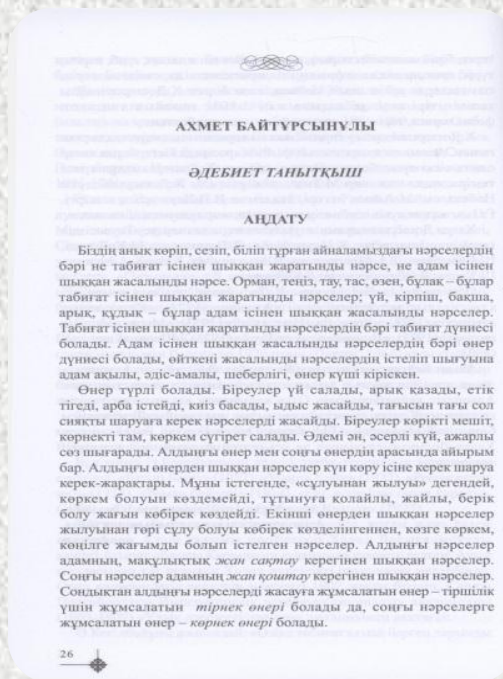 АХМЕТ БАЙТҰРСЫНҰЛЫ
ӘДЕБИЕТ ТАНЫТҚЫШ
АҢДАТУ
Біздің анық көріп, сезіп, біліп тұрған айналамыздағы нәрселердің
бәрі не табиғат ісінен шыққан жаратынды нәрсе, не адам ісінен
шыққан жасалынды нәрсе. Орман, теңіз, тау, тас, өзен, бұлақ – бұлар
табиғат ісінен шыққан жаратынды нәрселер; үй, кірпіш, бақша,
арық, құдық – бұлар адам ісінен шыққан жасалынды нәрселер.
Табиғат ісінен шыққан жаратынды нәрселердің бәрі табиғат дүниесі
болады. Адам ісінен шыққан жасалынды нәрселердің бәрі өнер
дүниесі болады, өйткені жасалынды нәрселердің істеліп шығуына
адам ақылы, әдіс-амалы, шеберлігі, өнер күші кіріскен.
Өнер түрлі болады. Біреулер үй салады, арық қазады, етік
тігеді, арба істейді, киіз басады, ыдыс жасайды, тағысын тағы сол
сияқты шаруаға керек нәрселерді жасайды. Біреулер көрікті мешіт,
көрнекті там, көркем сүгірет салады. Әдемі ән, әсерлі күй, ажарлы
сөз шығарады. Алдыңғы өнер мен соңғы өнердің арасында айырым
бар. Алдыңғы өнерден шыққан нәрселер күн көру ісіне керек шаруа
керек-жарақтары. Мұны істегенде, «сұлуынан жылуы» дегендей,
көркем болуын көздемейді, тұтынуға қолайлы, жайлы, берік
болу жағын көбірек көздейді. Екінші өнерден шыққан нәрселер
жылуынан гөрі сұлу болуы көбірек көзделінгеннен, көзге көркем,
көңілге жағымды болып істелген нәрселер. Алдыңғы нәрселер
адамның, мақұлықтық жан сақтау керегінен шыққан нәрселер.
Соңғы нәрселер адамның жан қоштау керегінен шыққан нәрселер.
Сондықтан алдыңғы нәрселерді жасауға жұмсалатын өнер – тіршілік
үшін жұмсалатын тірнек өнері болады да, соңғы нәрселерге
жұмсалатын өнер – көрнек өнері болады.
26